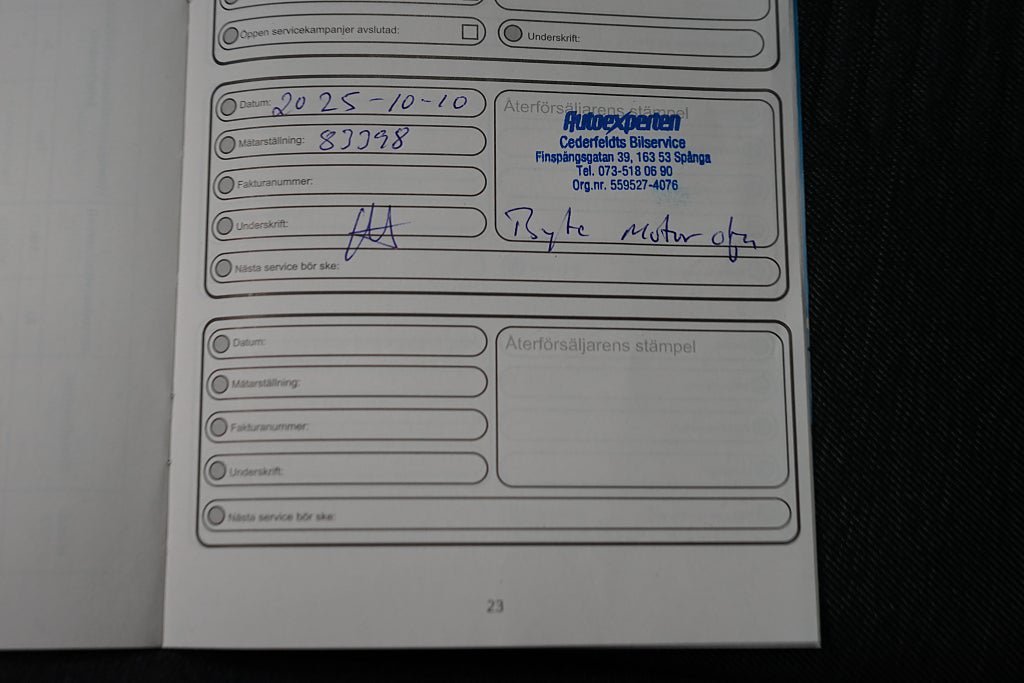 Öppen servicekampanjer avslutad:
Underskrift:
Datum: 2025-10-10
Mätarställning: 83398
Fakturanummer:
Underskrift:
Nästa service bör ske:
Återförsäljarens stämpel
Autoexperten
Cederfeldts Bilservice
Finspångsgatan 39, 163 53 Spånga
Tel. 073-518 06 90
Org.nr. 559527-4076
Byte Motor
Datum:
Mätarställning:
Fakturanummer:
Underskrift:
Nästa service bör ske:
Återförsäljarens stämpel
23